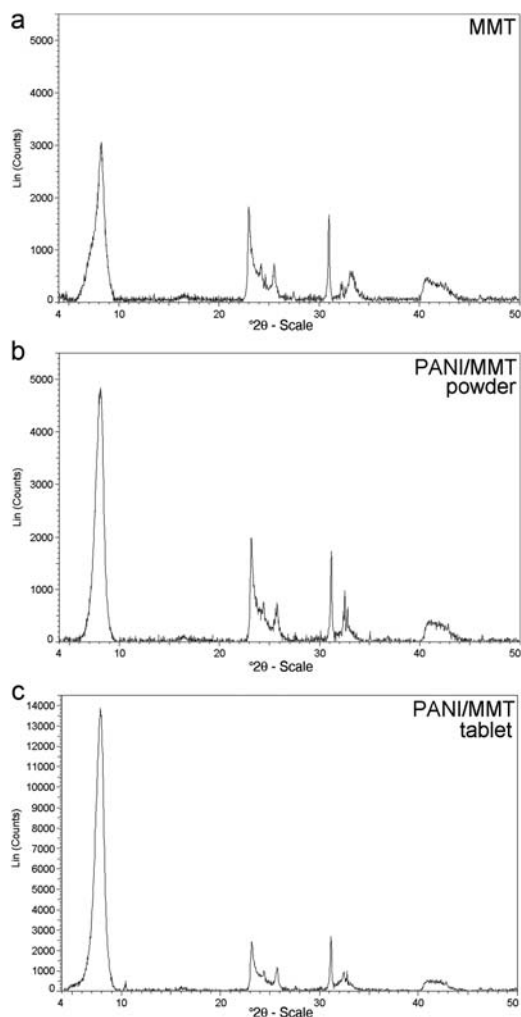 a
MMT
5000
4000
3000
2000
1000
0
Lin (Counts)
4 10 20 30 40 50
°2θ - Scale
b
PANI/MMT
powder
5000
4000
3000
2000
1000
0
Lin (Counts)
4 10 20 30 40 50
°2θ - Scale
c
PANI/MMT
tablet
14000
13000
12000
11000
10000
9000
8000
7000
6000
5000
4000
3000
2000
1000
0
Lin (Counts)
4 10 20 30 40 50
°2θ - Scale